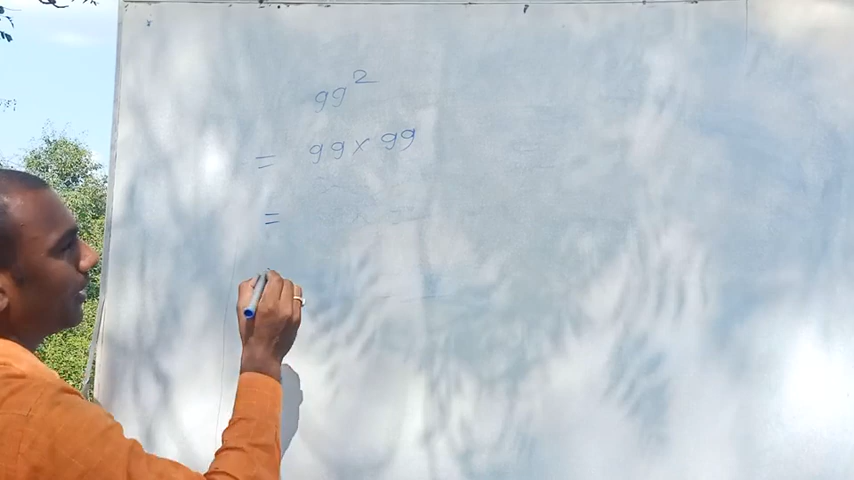 99²
= 99 x 99
=